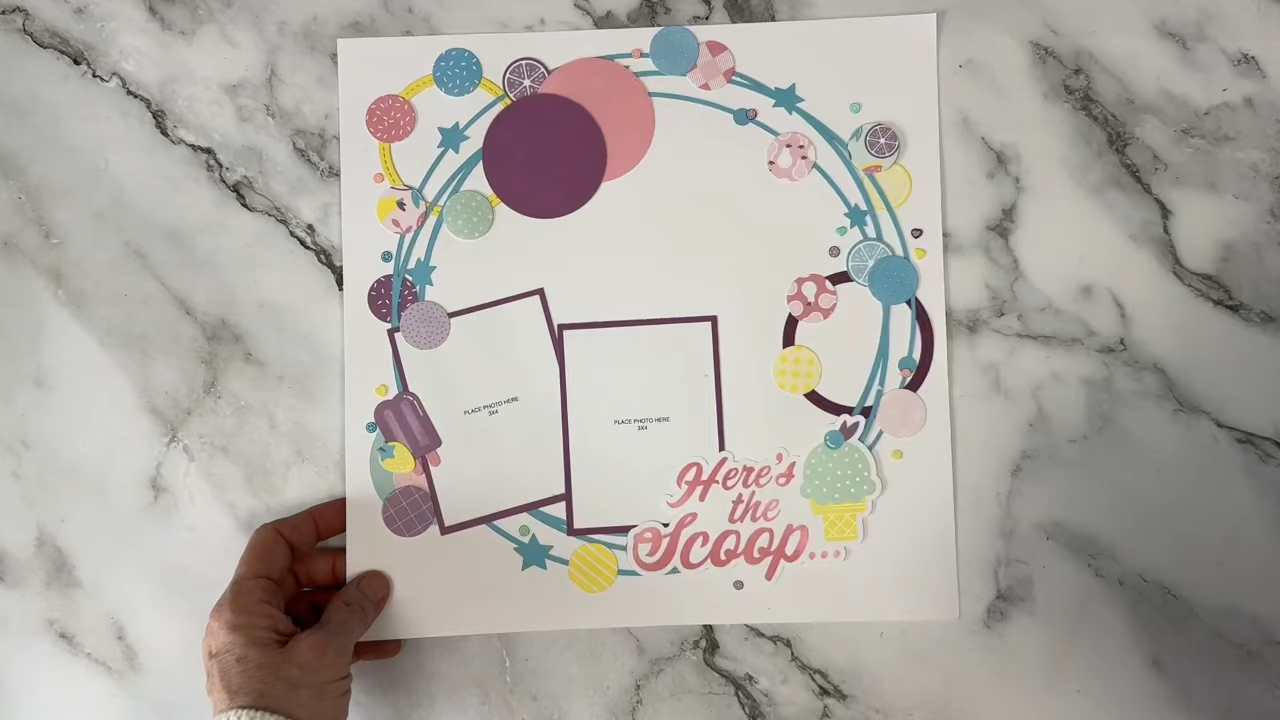 PLACE PHOTO HERE
3X4
PLACE PHOTO HERE
3X4
Here's
the
Scoop...